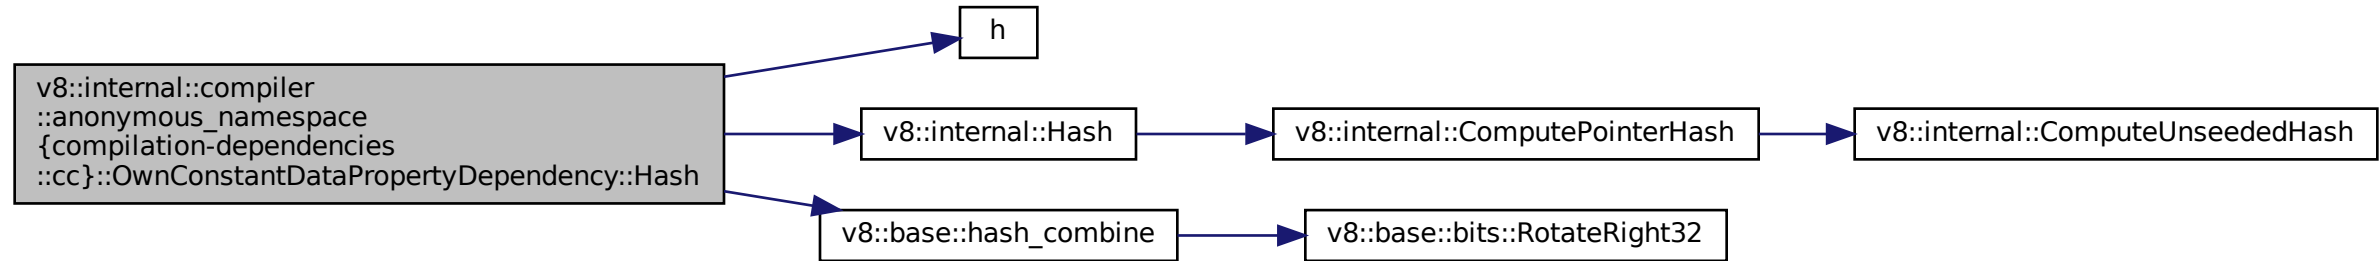 v8::internal::compiler
::anonymous_namespace
{compilation-dependencies
::cc}::OwnConstantDataPropertyDependency::Hash
h
v8::internal::Hash
v8::internal::ComputePointerHash
v8::internal::ComputeUnseededHash
v8::base::hash_combine
v8::base::bits::RotateRight32